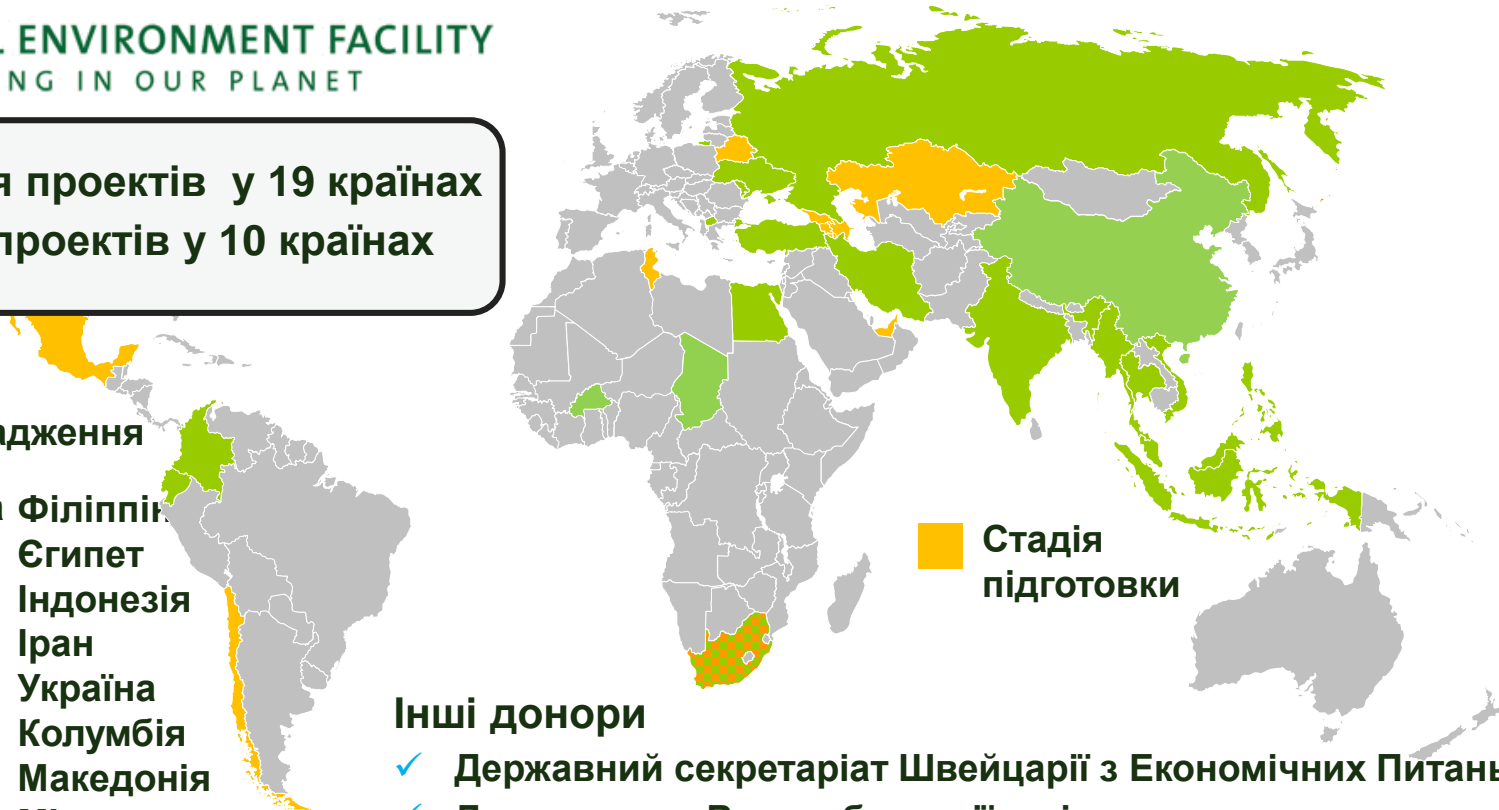 ENVIRONMENT FACILITY
NG IN OUR PLANET
проектів у 19 країнах
проектів у 10 країнах
Філіппін
Єгипет
Індонезія
Іран
Україна
Колумбія
Македонія
Стадія
підготовки
Інші донори
✓ Державний секретаріат Швейцарії з Економічних Питань